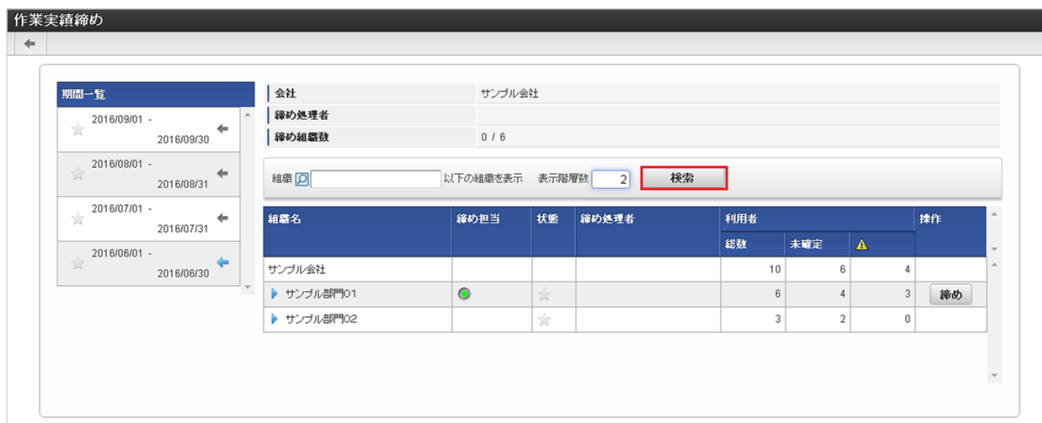 作業実績締め
期間一覧
2016/09/01 -
2016/09/30
2016/08/01 -
2016/08/31
2016/07/01 -
2016/07/31
2016/06/01 -
2016/06/30
会社 サンプル会社
締め処理者
締め組織数 0 / 6
組織 以下の組織を表示 表示階層数 2 検索
組織名 締め担当 状態 締め処理者 利用者 操作
総数 未確定
サンプル会社 10 6 4
サンプル部門01 6 4 3 締め
サンプル部門02 3 2 0